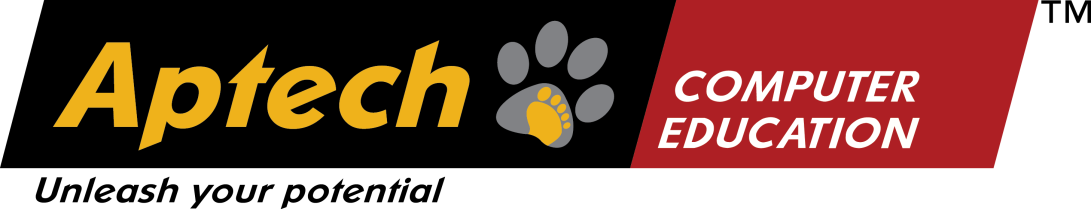 Aptech
COMPUTER
EDUCATION
TM
Unleash your potential